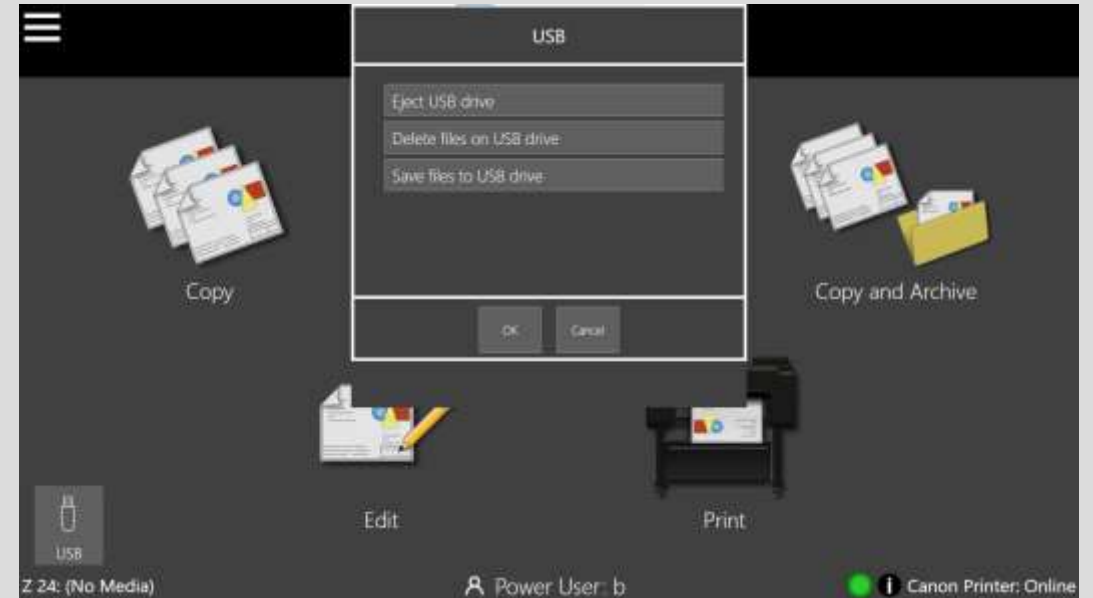 USB
Eject USB drive
Delete files on USB drive
Save files to USB drive
OK
Cancel
Copy
Copy and Archive
Edit
Print
USB
Z 24: (No Media)
Power User: b
i
Canon Printer: Online